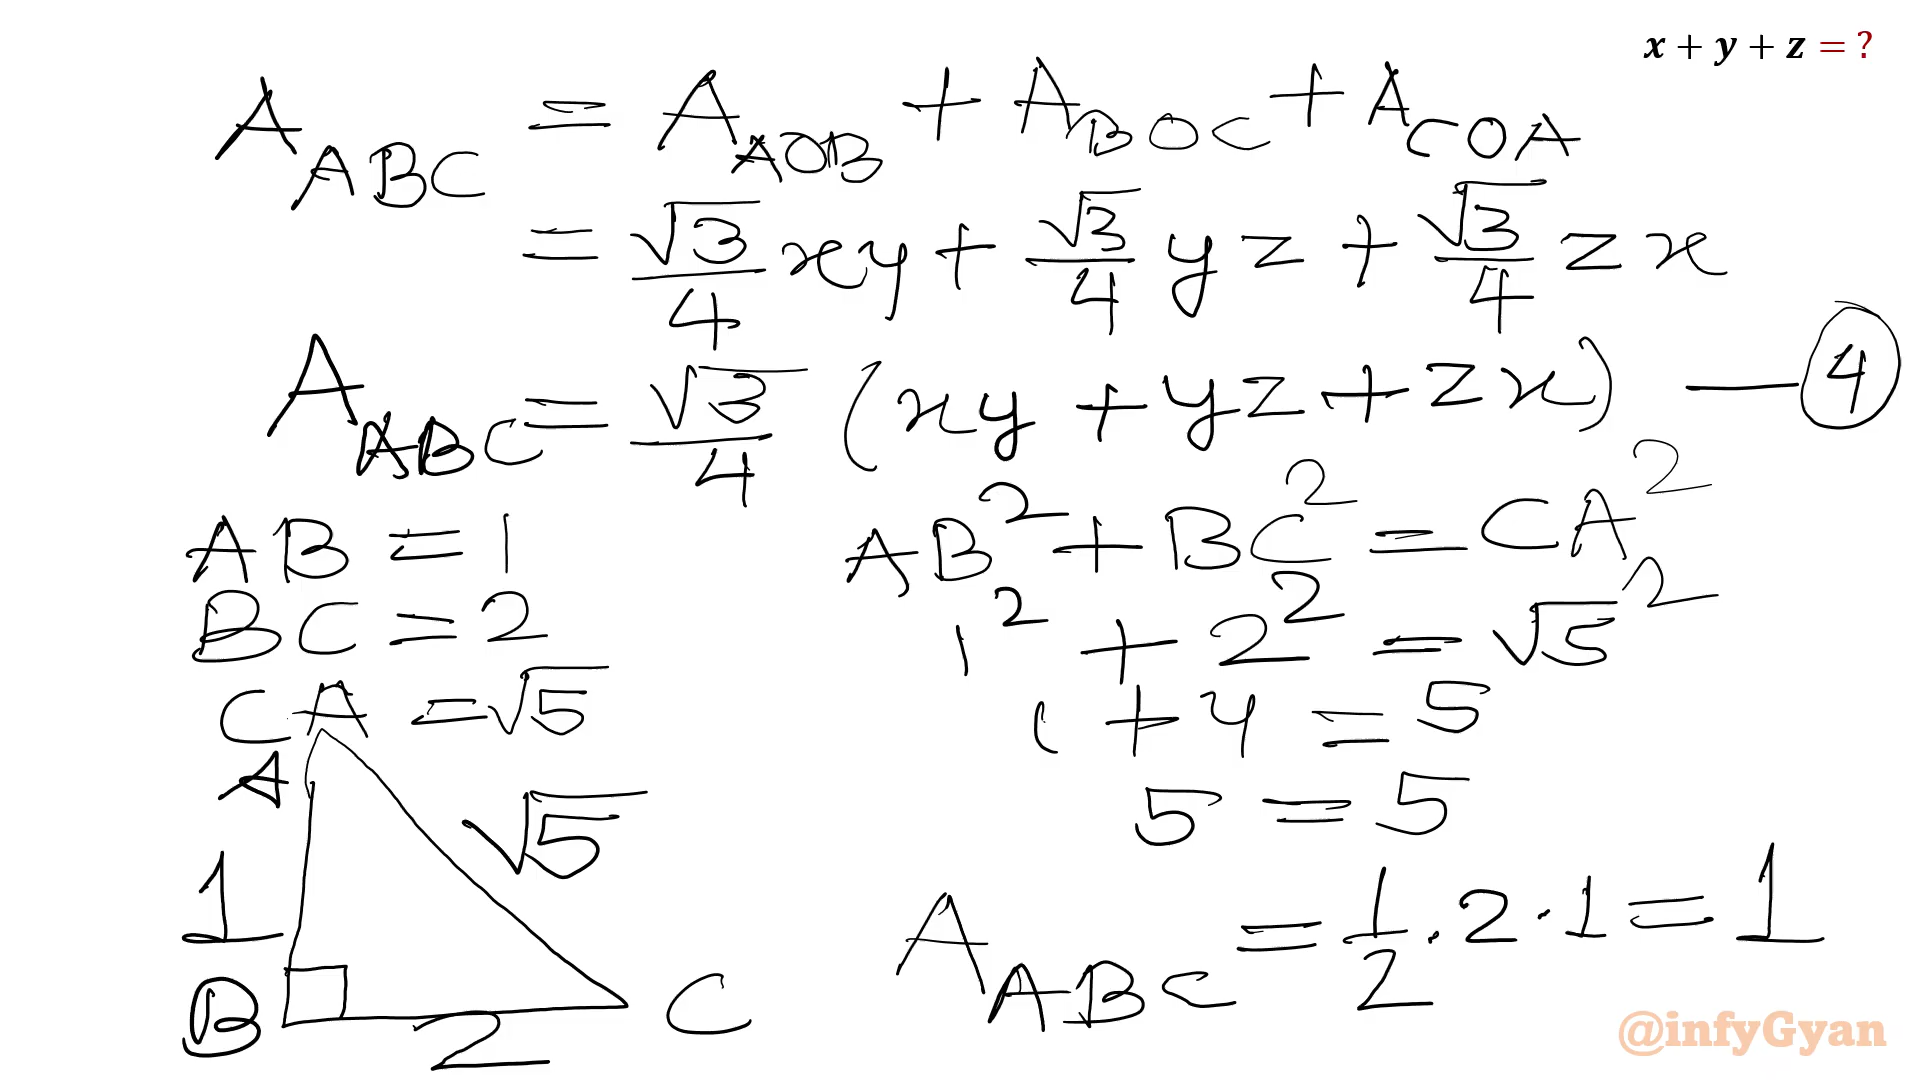 x + y + z = ?
A_ABC = A_AOB + A_BOC + A_COA
= √3/4 xy + √3/4 yz + √3/4 zx
A_ABC = √3/4 (xy + yz + zx) — 4
AB = 1
BC = 2
CA = √5
AB² + BC² = CA²
1² + 2² = √5²
1 + 4 = 5
5 = 5
A
√5
1
B
2
C
A_ABC = 1/2 . 2 . 1 = 1
@infyGyan